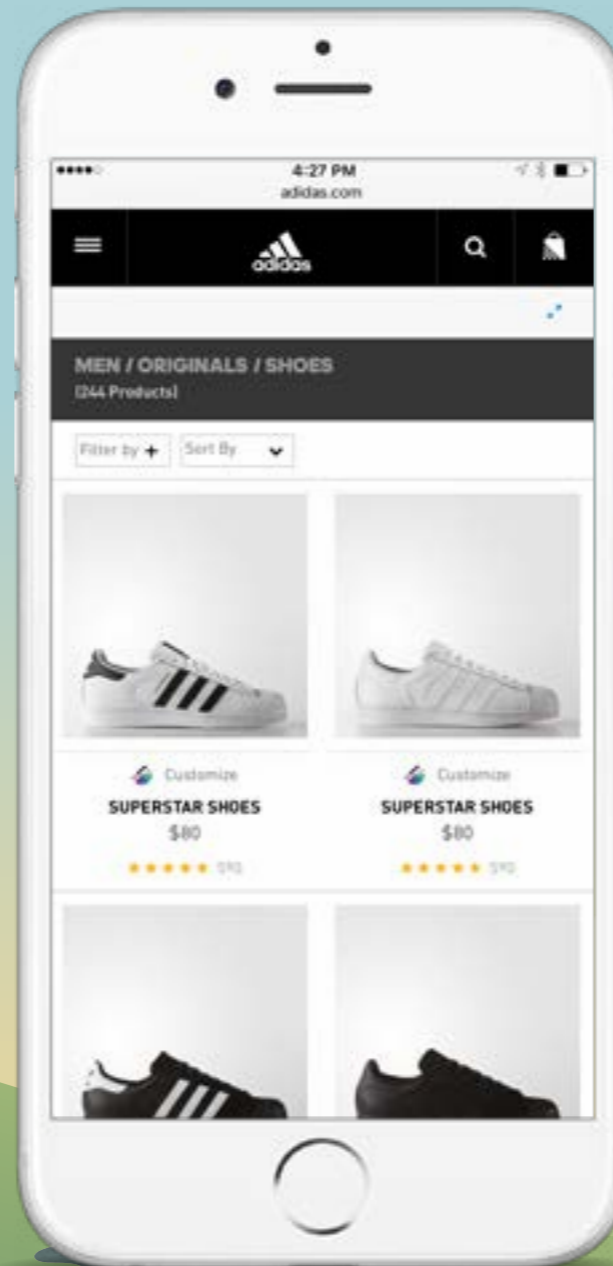 4:27 PM
adidas.com
adidas
MEN / ORIGINALS / SHOES
[244 Products]
Filter by +
Sort By
Customize
Customize
SUPERSTAR SHOES
SUPERSTAR SHOES
$80
$80